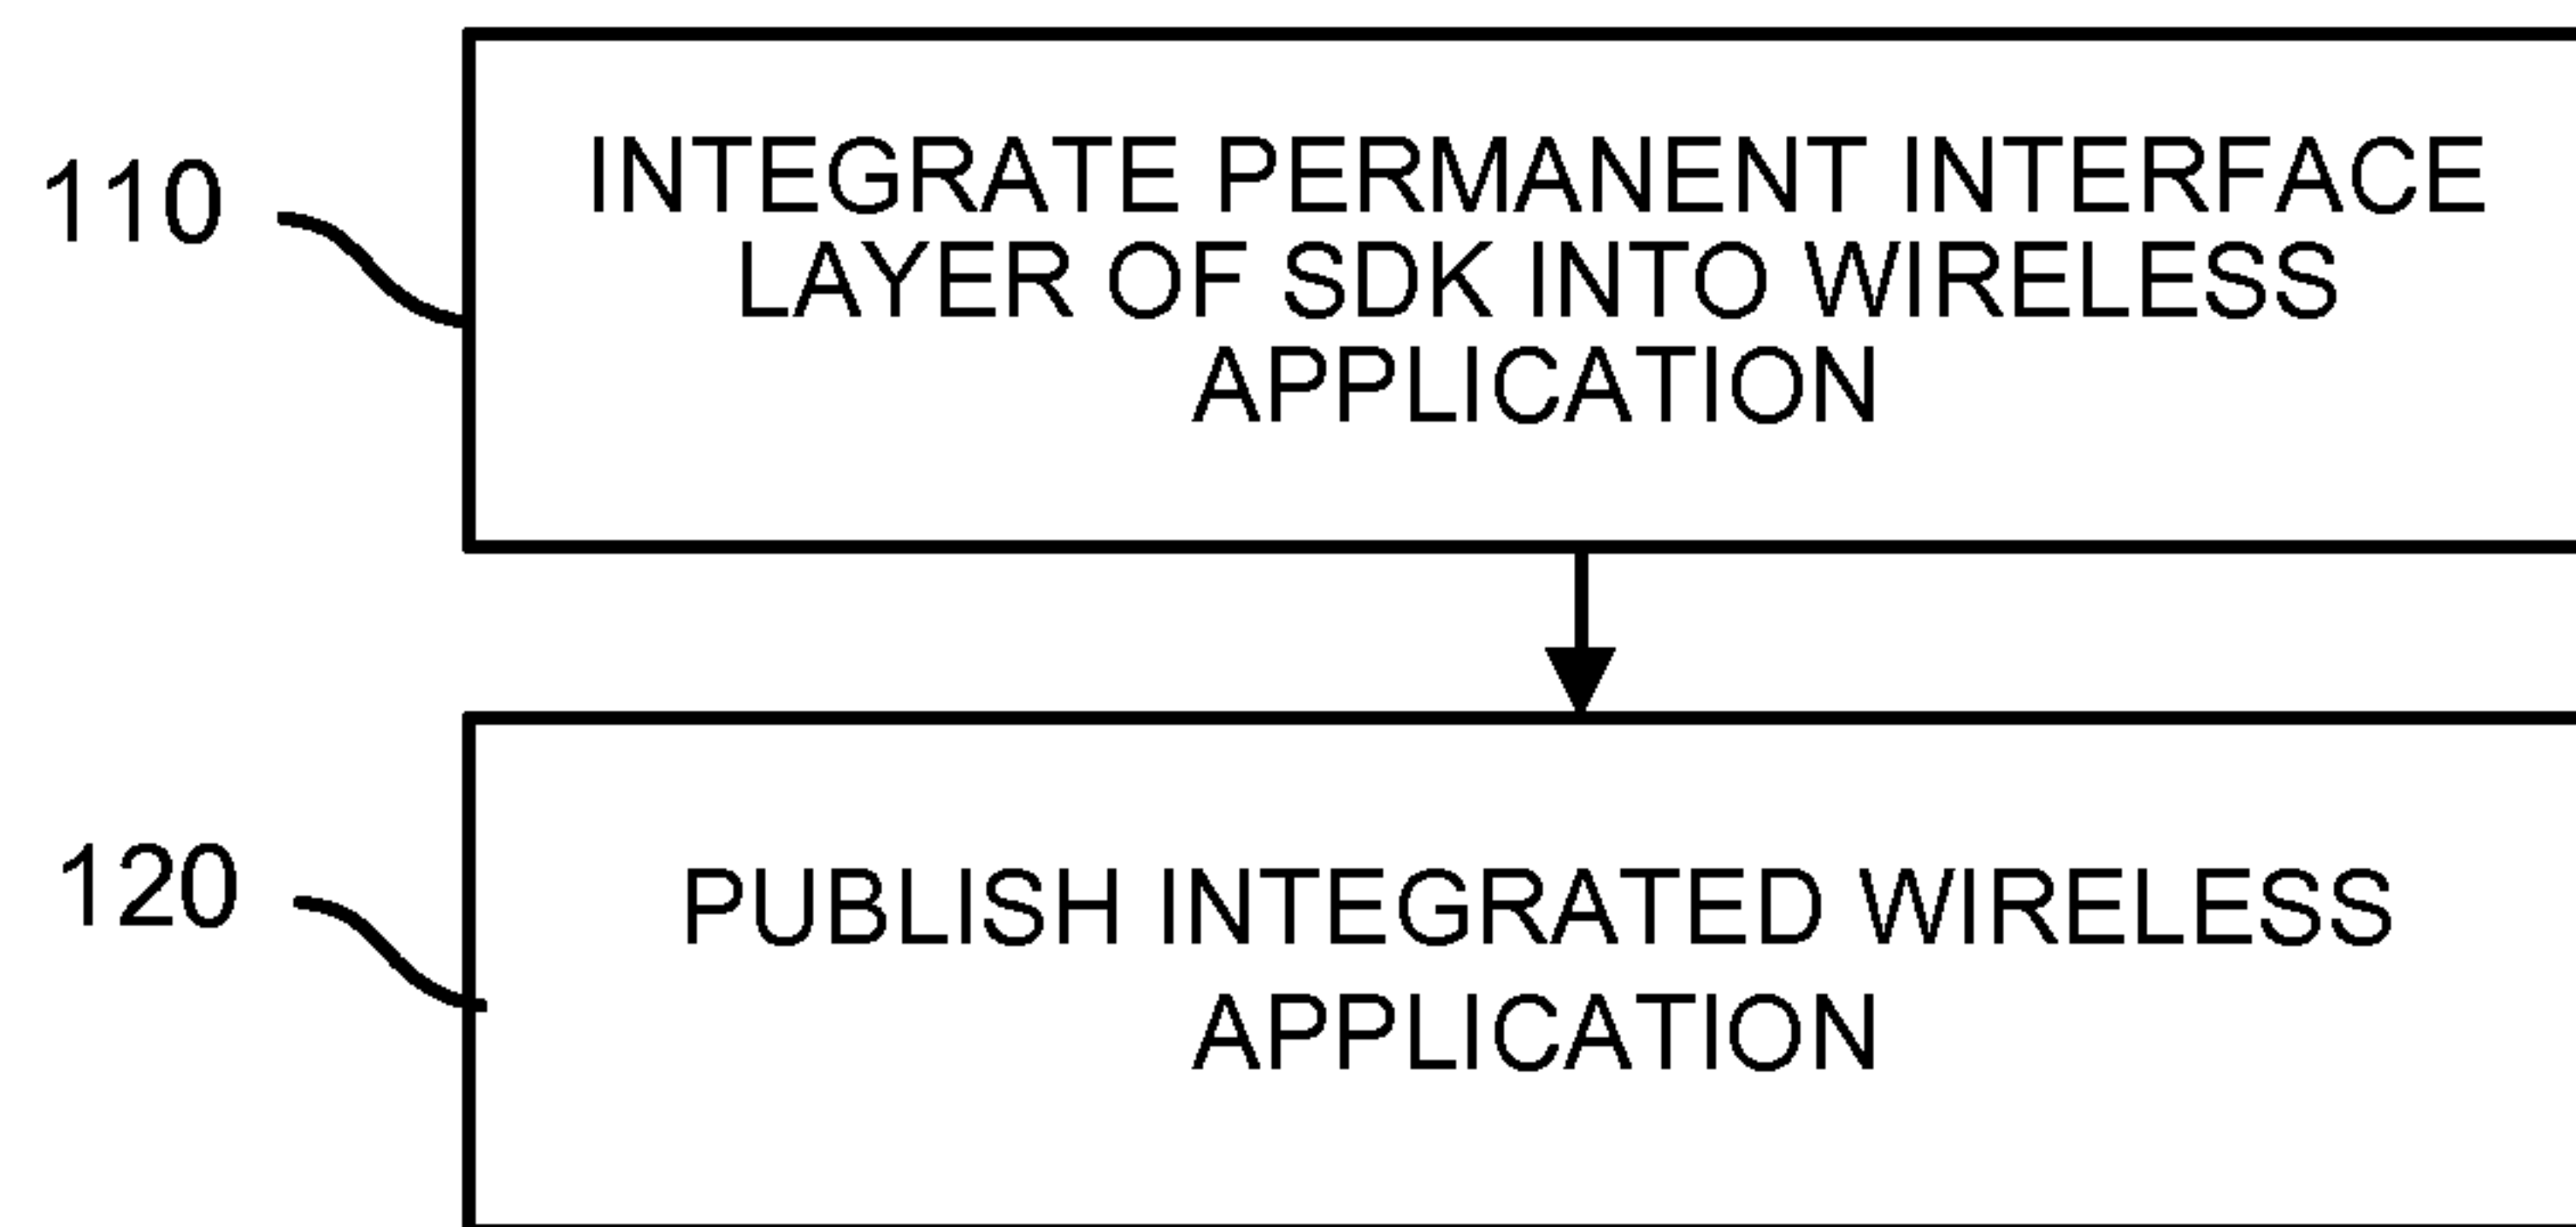 110
INTEGRATE PERMANENT INTERFACE
LAYER OF SDK INTO WIRELESS
APPLICATION
120
PUBLISH INTEGRATED WIRELESS
APPLICATION